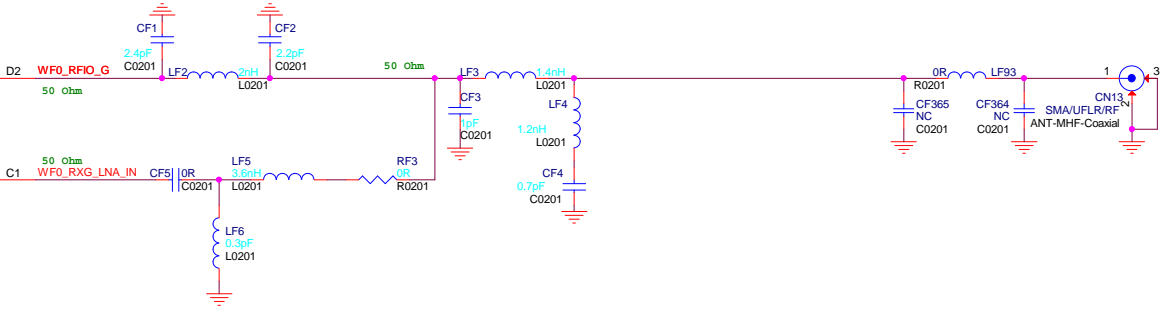 CF1
2.4pF
C0201
CF2
2.2pF
C0201
D2
WF0_RFIO_G
50 Ohm
LF2
2nH
L0201
50 Ohm
LF3
1.4nH
L0201
CF3
1pF
C0201
LF4
1.2nH
L0201
CF4
0.7pF
C0201
0R
LF93
R0201
CF365
NC
C0201
CF364
NC
C0201
1
3
2
CN13
SMA/UFLR/RF
ANT-MHF-Coaxial
50 Ohm
C1
WF0_RXG_LNA_IN
CF5
0R
C0201
LF5
3.6nH
L0201
RF3
0R
R0201
LF6
0.3pF
L0201